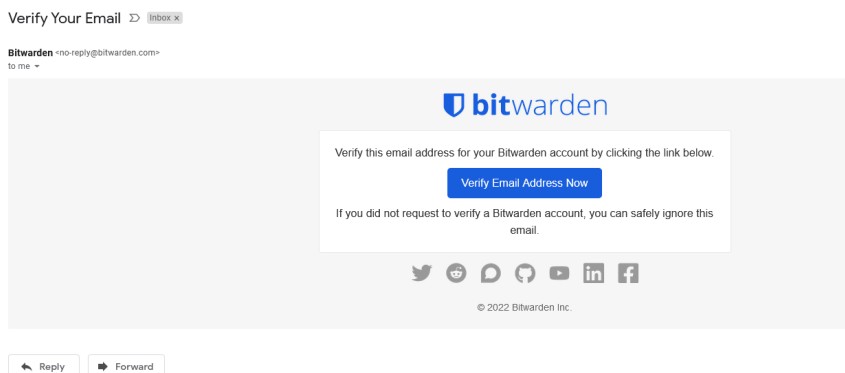 Verify Your Email
Inbox x
Bitwarden <no-reply@bitwarden.com>
to me
bitwarden
Verify this email address for your Bitwarden account by clicking the link below.
Verify Email Address Now
If you did not request to verify a Bitwarden account, you can safely ignore this
email.
© 2022 Bitwarden Inc.
Reply
Forward